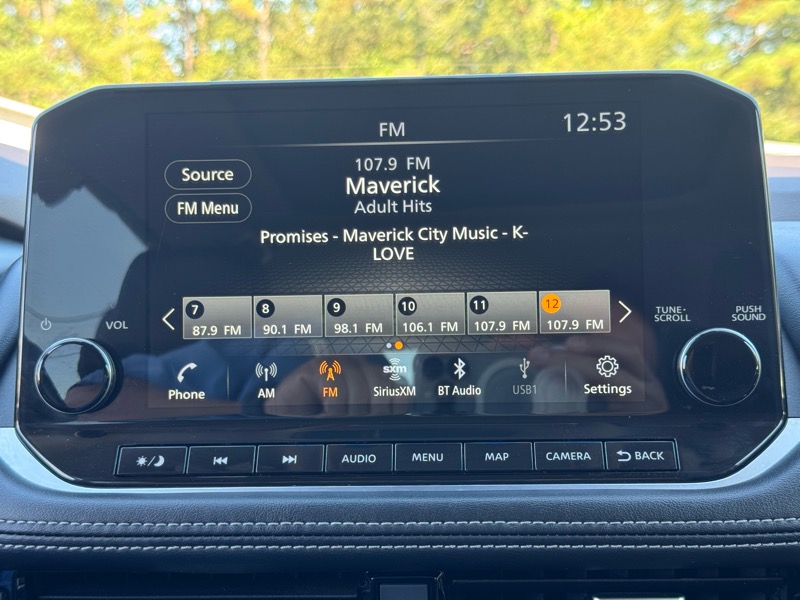 FM
12:53
107.9 FM
Source
Maverick
FM Menu
Adult Hits
Promises - Maverick City Music - K-
LOVE
7
8
9
10
11
12
87.9 FM
90.1 FM
98.1 FM
106.1 FM
107.9 FM
107.9 FM
VOL
TUNE·
SCROLL
PUSH
SOUND
sxm
Phone
AM
FM
SiriusXM
BT Audio
USB1
Settings
AUDIO
MENU
MAP
CAMERA
BACK